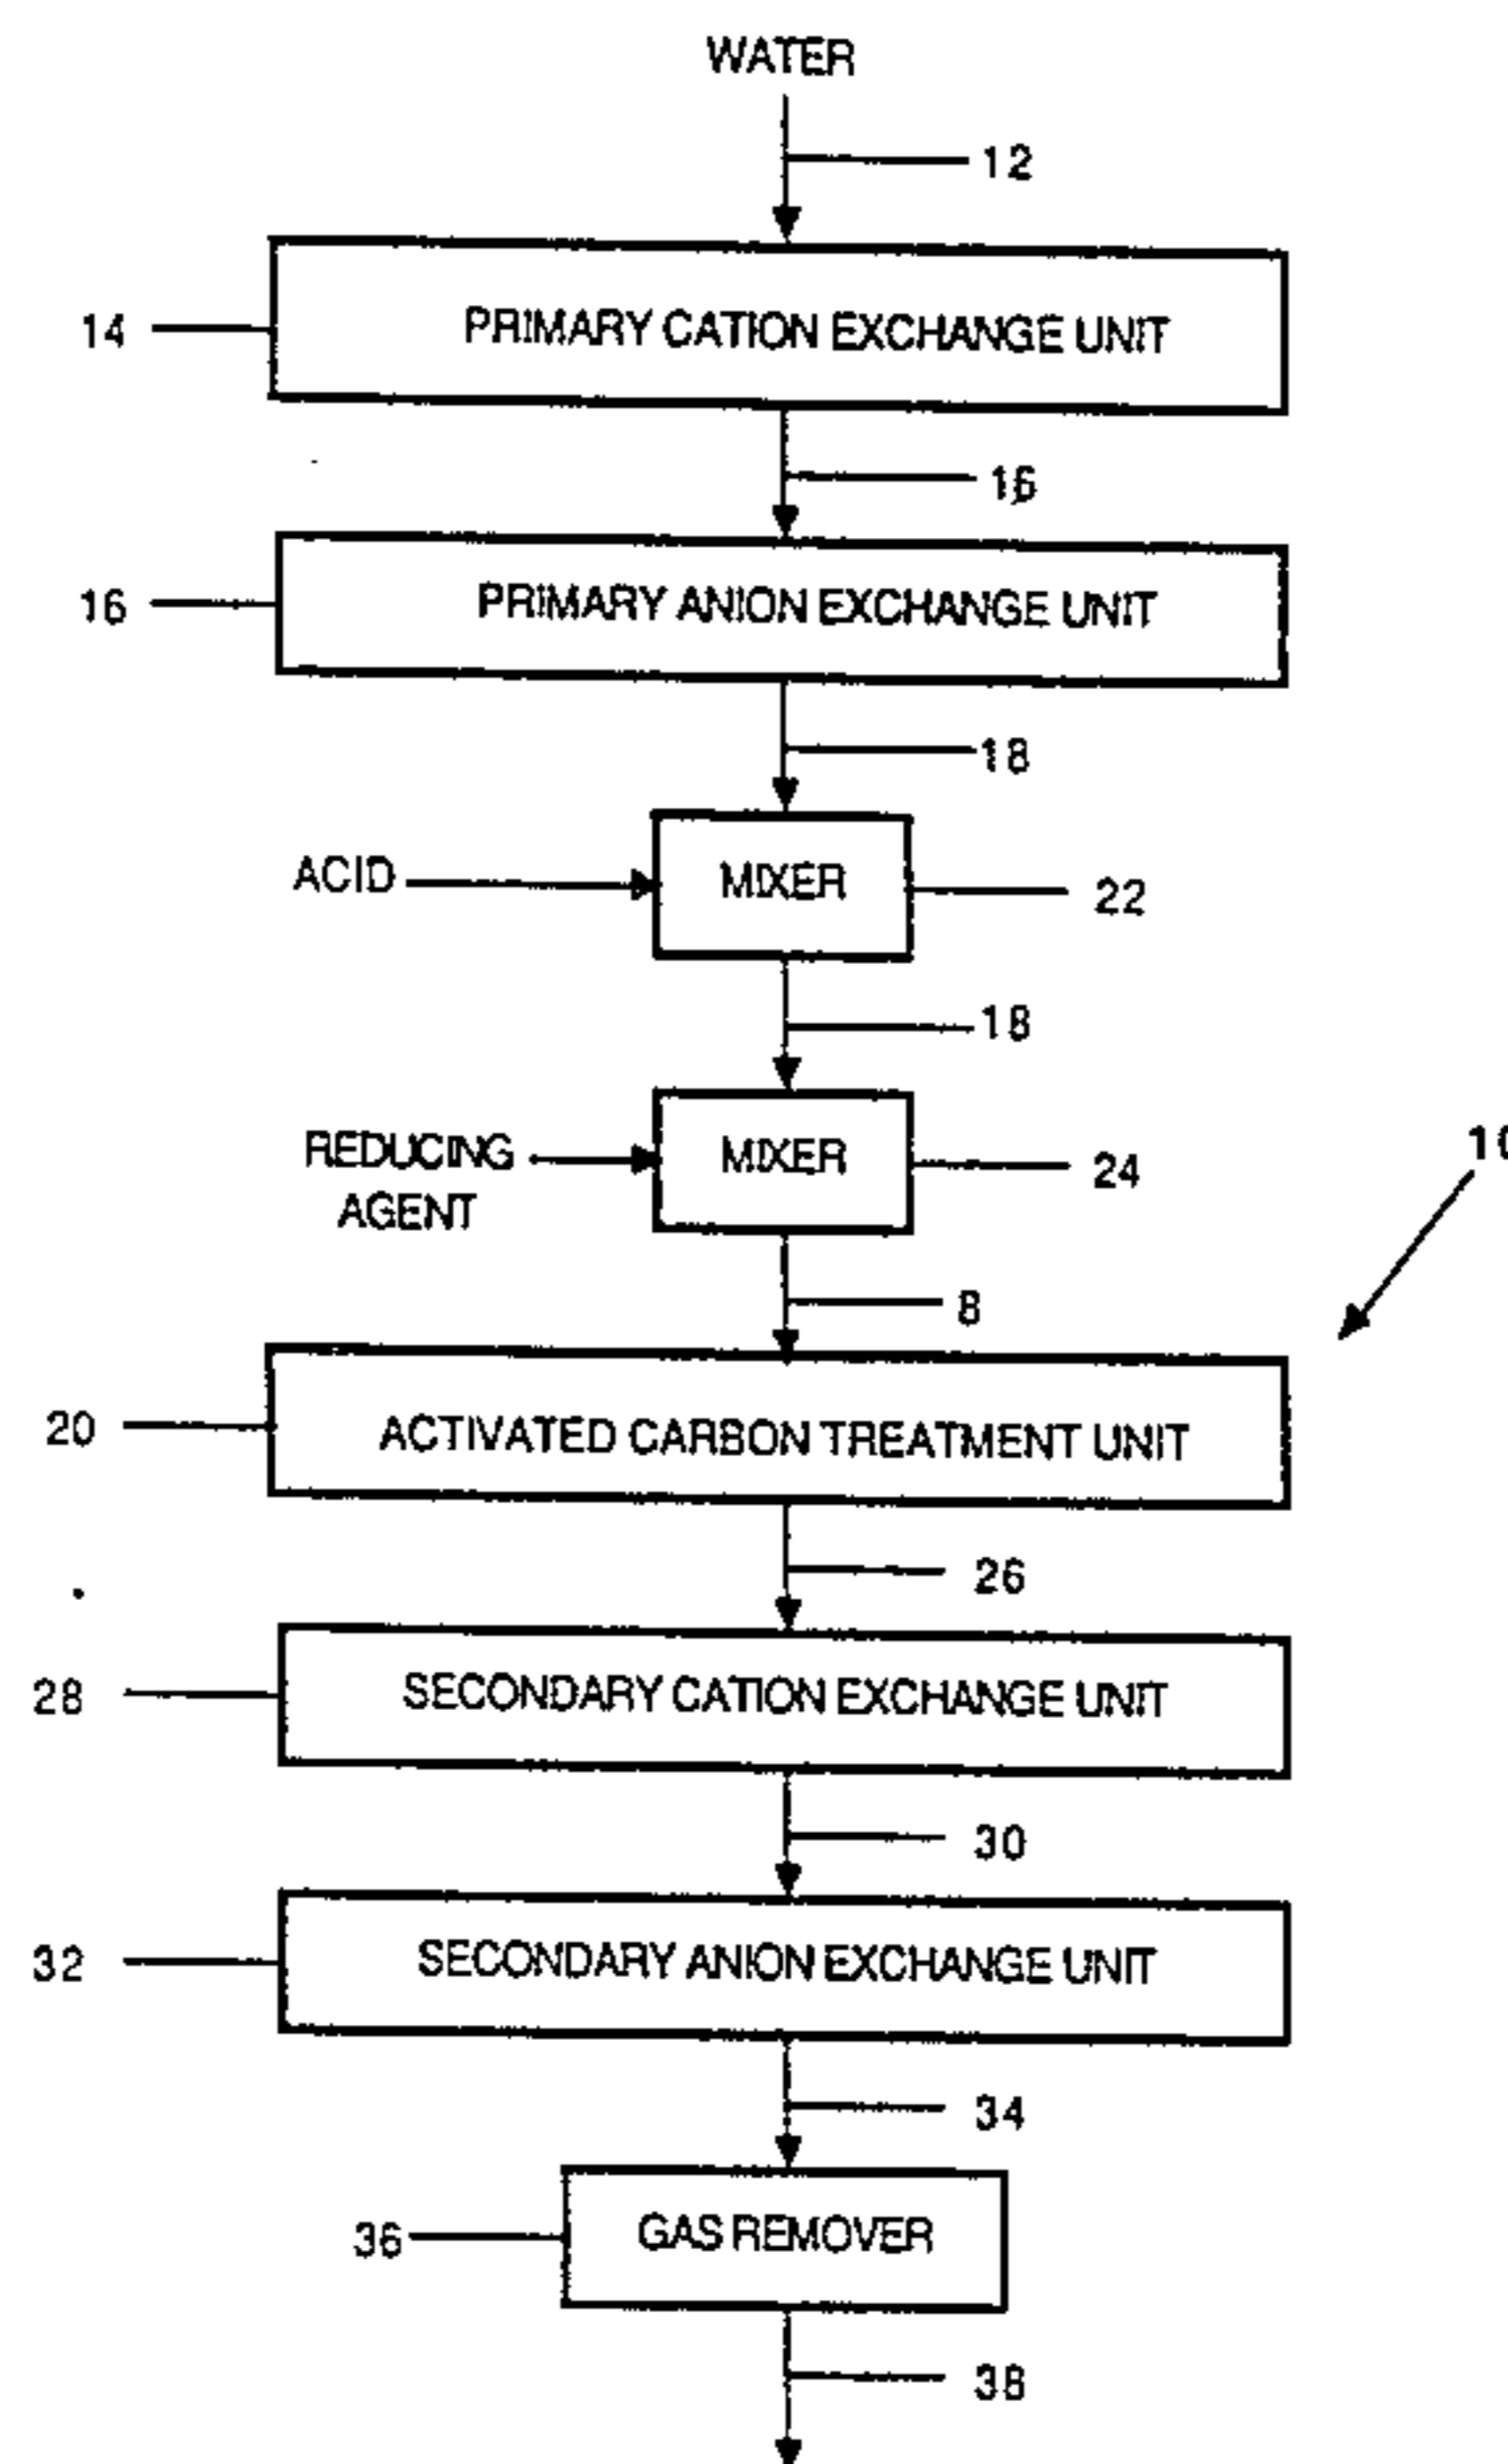 WATER
12
14
PRIMARY CATION EXCHANGE UNIT
16
16
PRIMARY ANION EXCHANGE UNIT
18
ACID
MIXER
22
18
REDUCING
AGENT
MIXER
24
10
8
20
ACTIVATED CARBON TREATMENT UNIT
26
28
SECONDARY CATION EXCHANGE UNIT
30
32
SECONDARY ANION EXCHANGE UNIT
34
36
GAS REMOVER
38